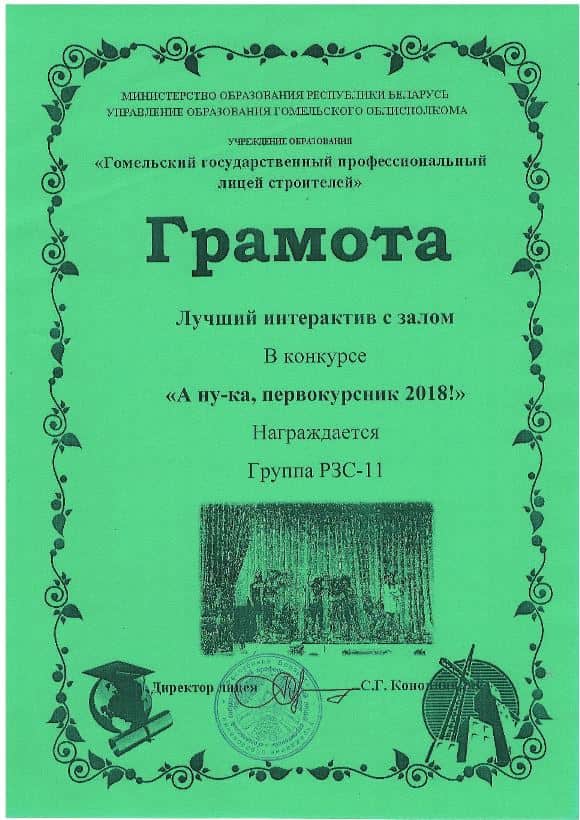 МИНИСТЕРСТВО ОБРАЗОВАНИЯ РЕСПУБЛИКИ БЕЛАРУСЬ
УПРАВЛЕНИЕ ОБРАЗОВАНИЯ ГОМЕЛЬСКОГО ОБЛИСПОЛКОМА
УЧРЕЖДЕНИЕ ОБРАЗОВАНИЯ
«Гомельский государственный профессиональный
лицей строителей»
Грамота
Лучший интерактив с залом
В конкурсе
«А ну-ка, первокурсник 2018!»
Награждается
Группа РЗС-11
Директор лицея С.Г.